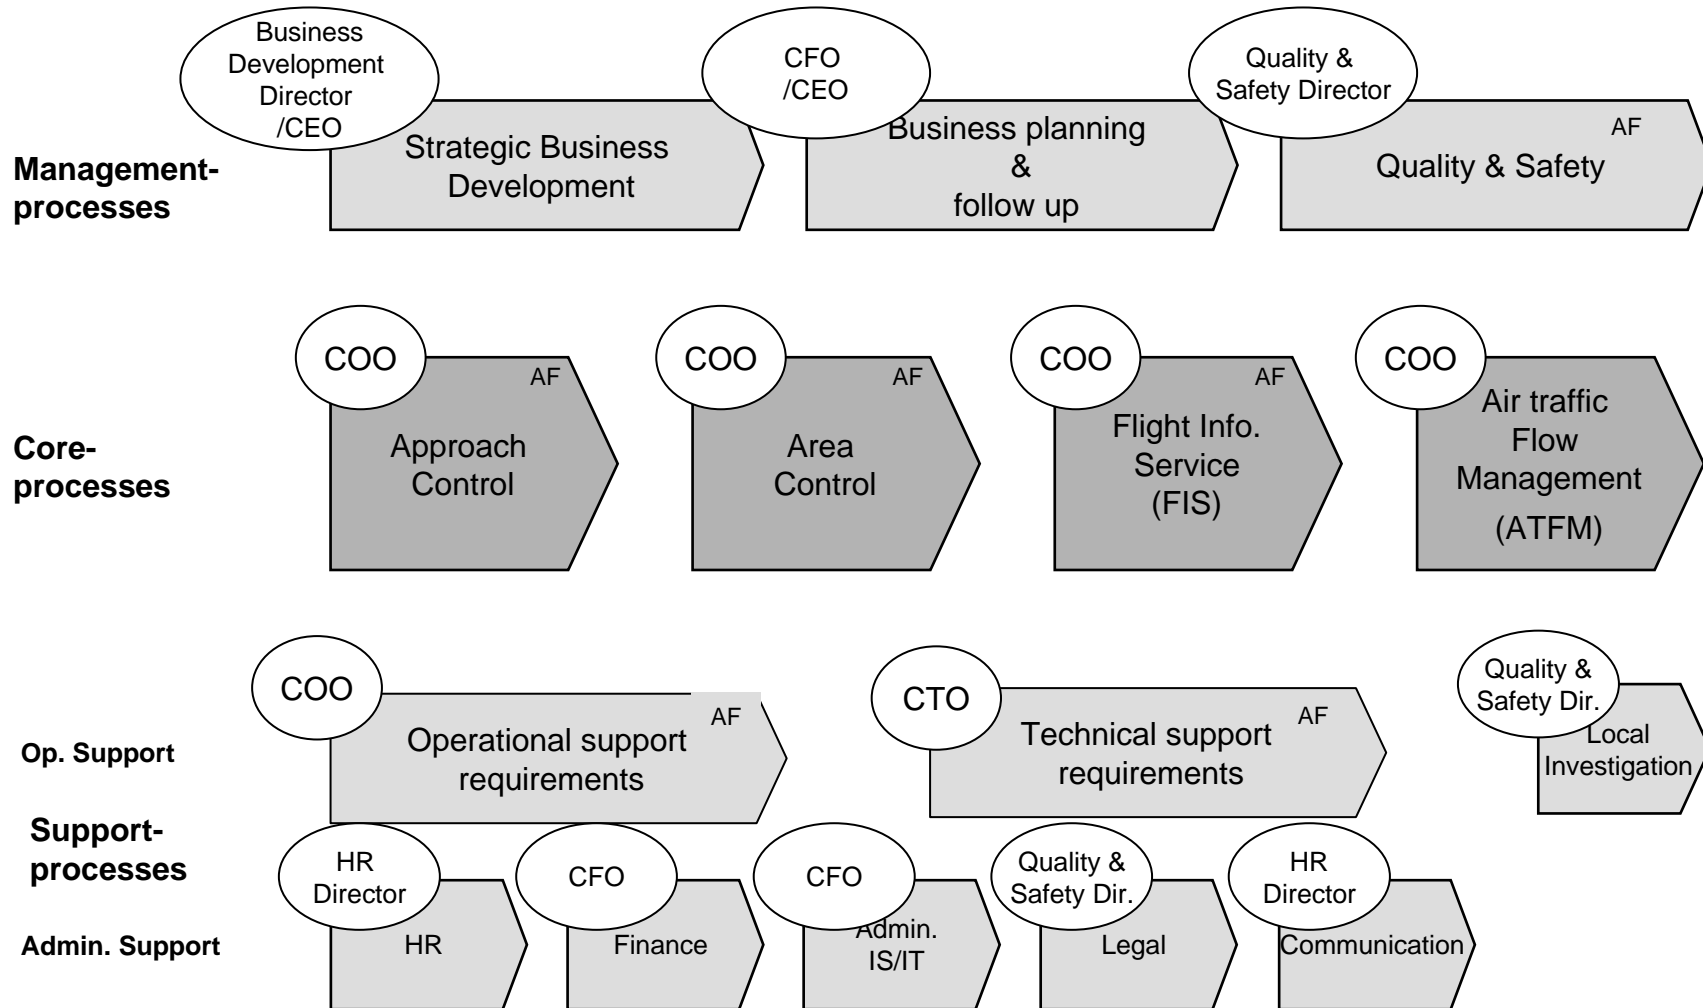 Business
Development
Director
/CEO
CFO
/CEO
Quality &
Safety Director
Management-
processes
Strategic Business
Development
Business planning
&
follow up
AF
Quality & Safety
Core-
processes
COO
AF
Approach
Control
COO
AF
Area
Control
COO
AF
Flight Info.
Service
(FIS)
COO
Air traffic
Flow
Management
(ATFM)
Op. Support
COO
AF
Operational support
requirements
CTO
AF
Technical support
requirements
Quality &
Safety Dir.
Local
Investigation
Support-
processes
Admin. Support
HR
Director
HR
CFO
Finance
CFO
Admin.
IS/IT
Quality &
Safety Dir.
Legal
HR
Director
Communication